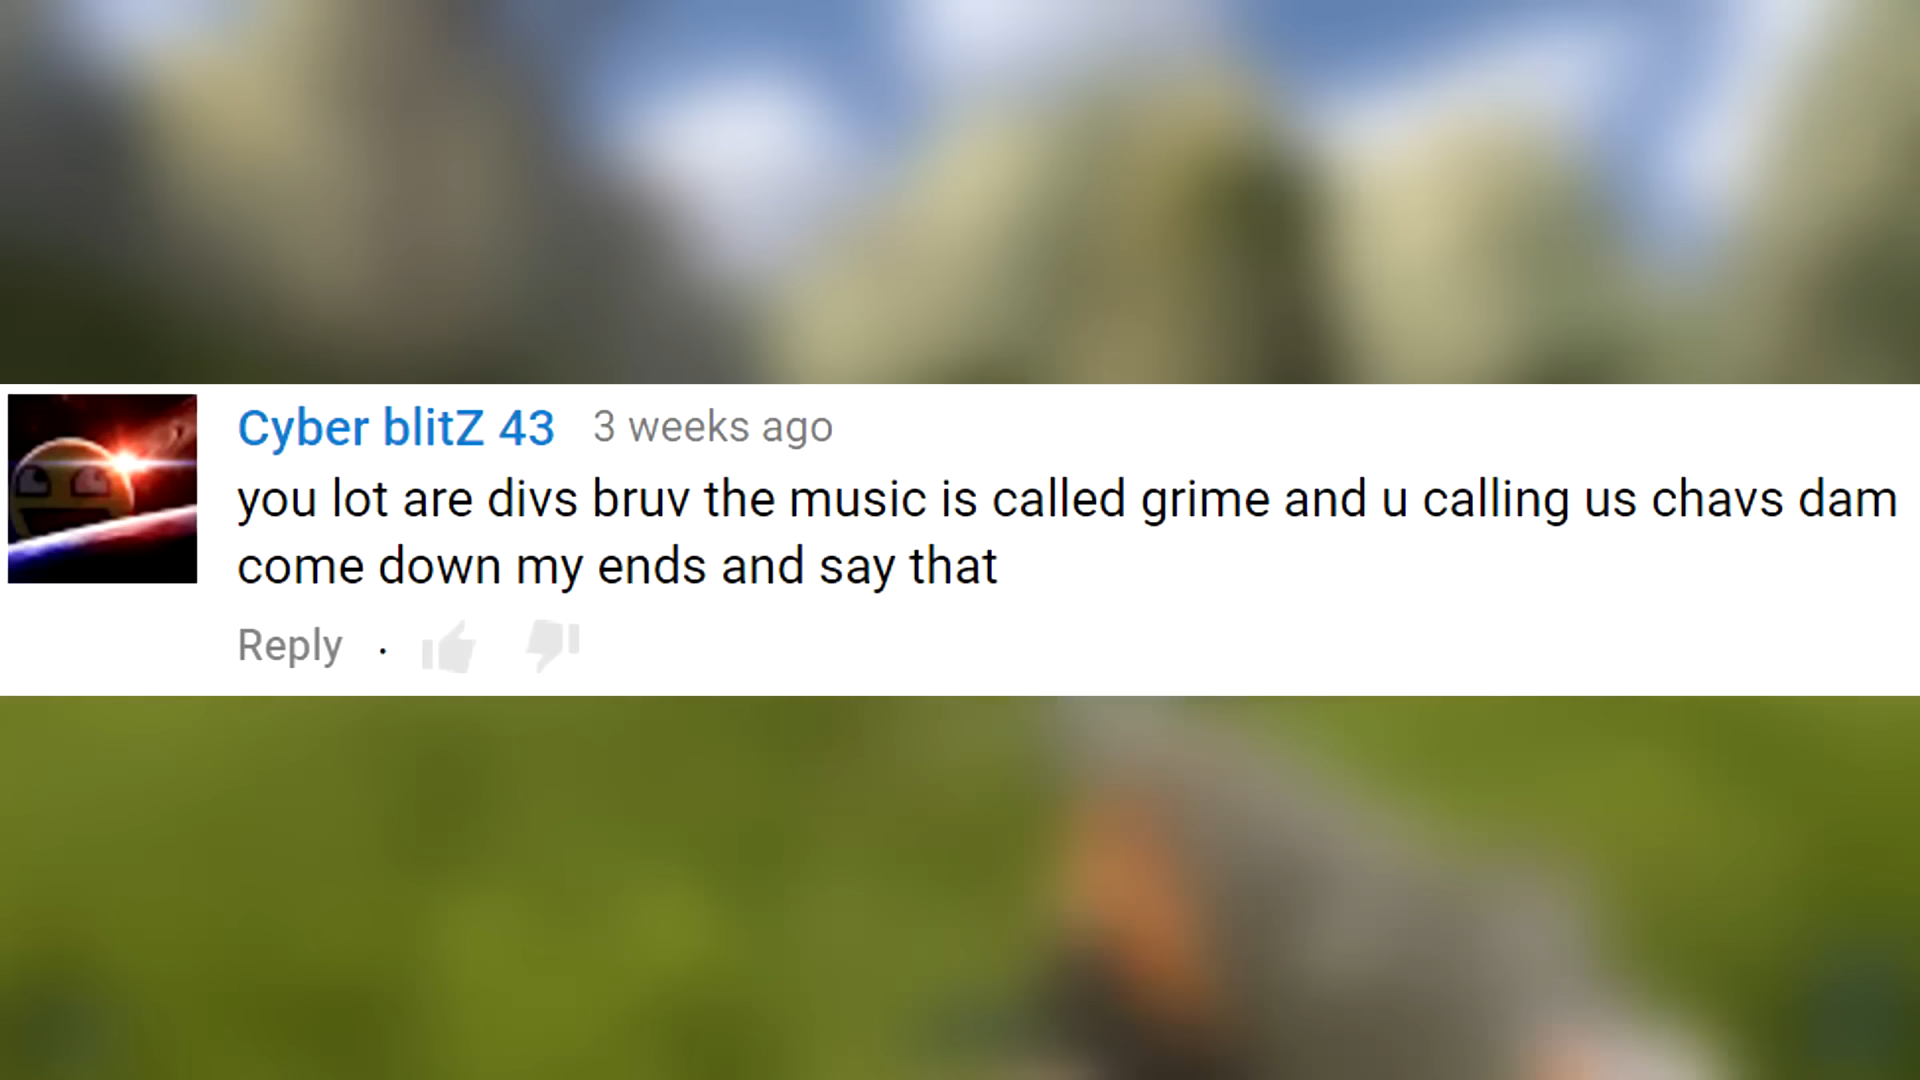 Cyber blitZ 43 3 weeks ago
you lot are divs bruv the music is called grime and u calling us chavs dam
come down my ends and say that
Reply ·